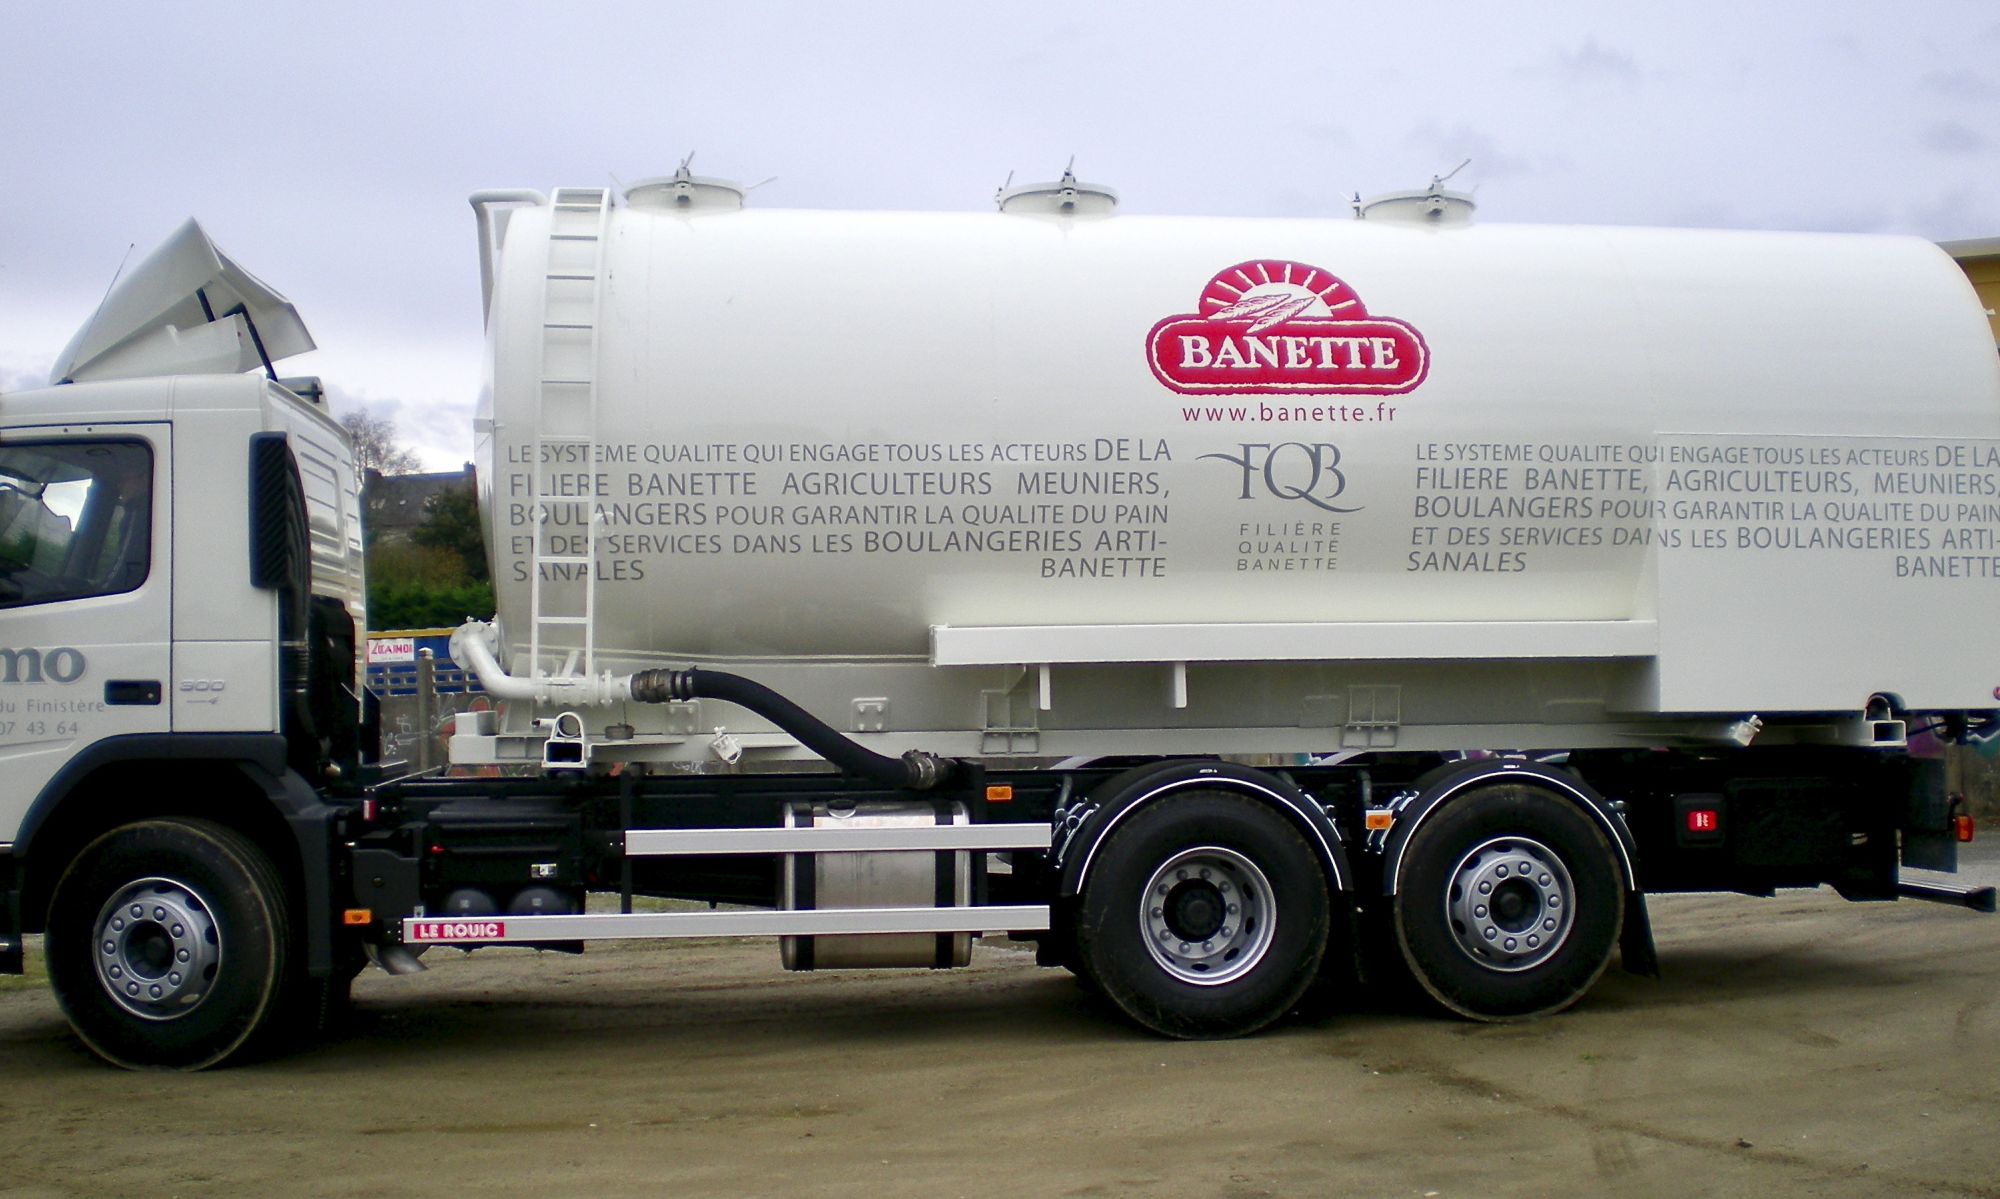 BANETTE
www.banette.fr
LE SYSTEME QUALITE QUI ENGAGE TOUS LES ACTEURS DE LA
FILIERE BANETTE AGRICULTEURS MEUNIERS,
BOULANGERS POUR GARANTIR LA QUALITE DU PAIN
ET DES SERVICES DANS LES BOULANGERIES ARTI-
SANALES BANETTE
FQB
FILIÈRE
QUALITÉ
BANETTE
LE SYSTEME QUALITE QUI ENGAGE TOUS LES ACTEURS DE LA
FILIERE BANETTE, AGRICULTEURS, MEUNIERS,
BOULANGERS POUR GARANTIR LA QUALITE DU PAIN
ET DES SERVICES DANS LES BOULANGERIES ARTI-
SANALES BANETTE
mo
300
du Finistère
07 43 64
LE ROUIC